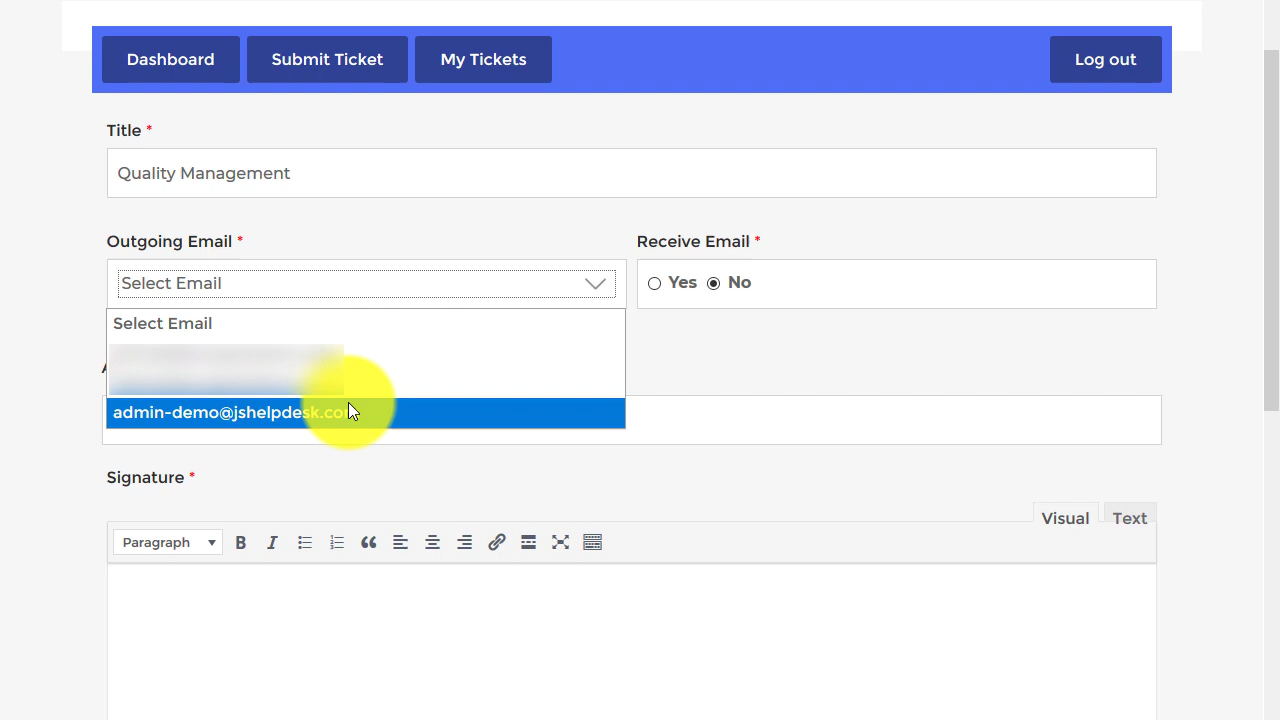 Dashboard
Submit Ticket
My Tickets
Log out
Title *
Quality Management
Outgoing Email *
Receive Email *
Select Email
Yes
No
Select Email
admin-demo@jshelpdesk.com
Signature *
Visual
Text
Paragraph
B
I